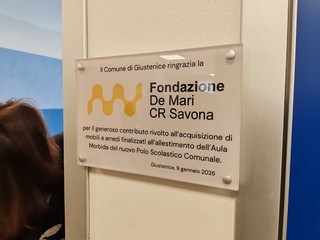 Il Comune di Giustenice ringrazia la
Fondazione
De Mari
CR Savona
per il generoso contributo rivolto all'acquisizione di
mobili e arredi finalizzati all'allestimento dell'Aula
Morbida del nuovo Polo Scolastico Comunale.
Giustenice, 9 gennaio 2026